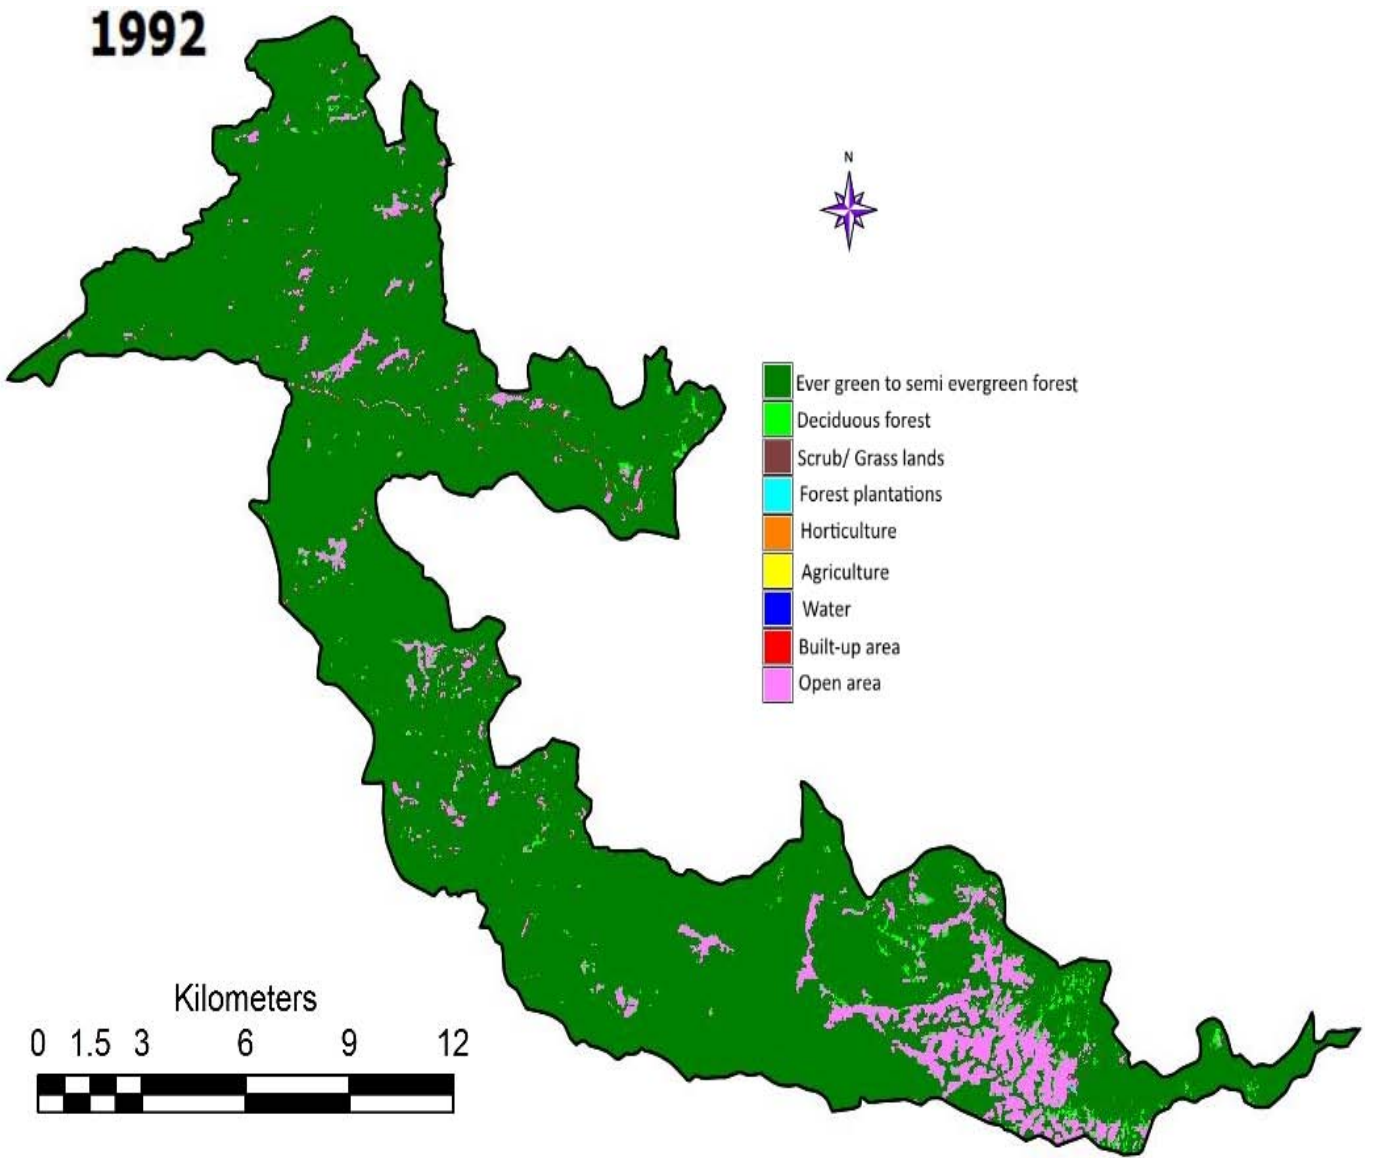 1992
N
Ever green to semi evergreen forest
Deciduous forest
Scrub/ Grass lands
Forest plantations
Horticulture
Agriculture
Water
Built-up area
Open area
Kilometers
0 1.5 3 6 9 12